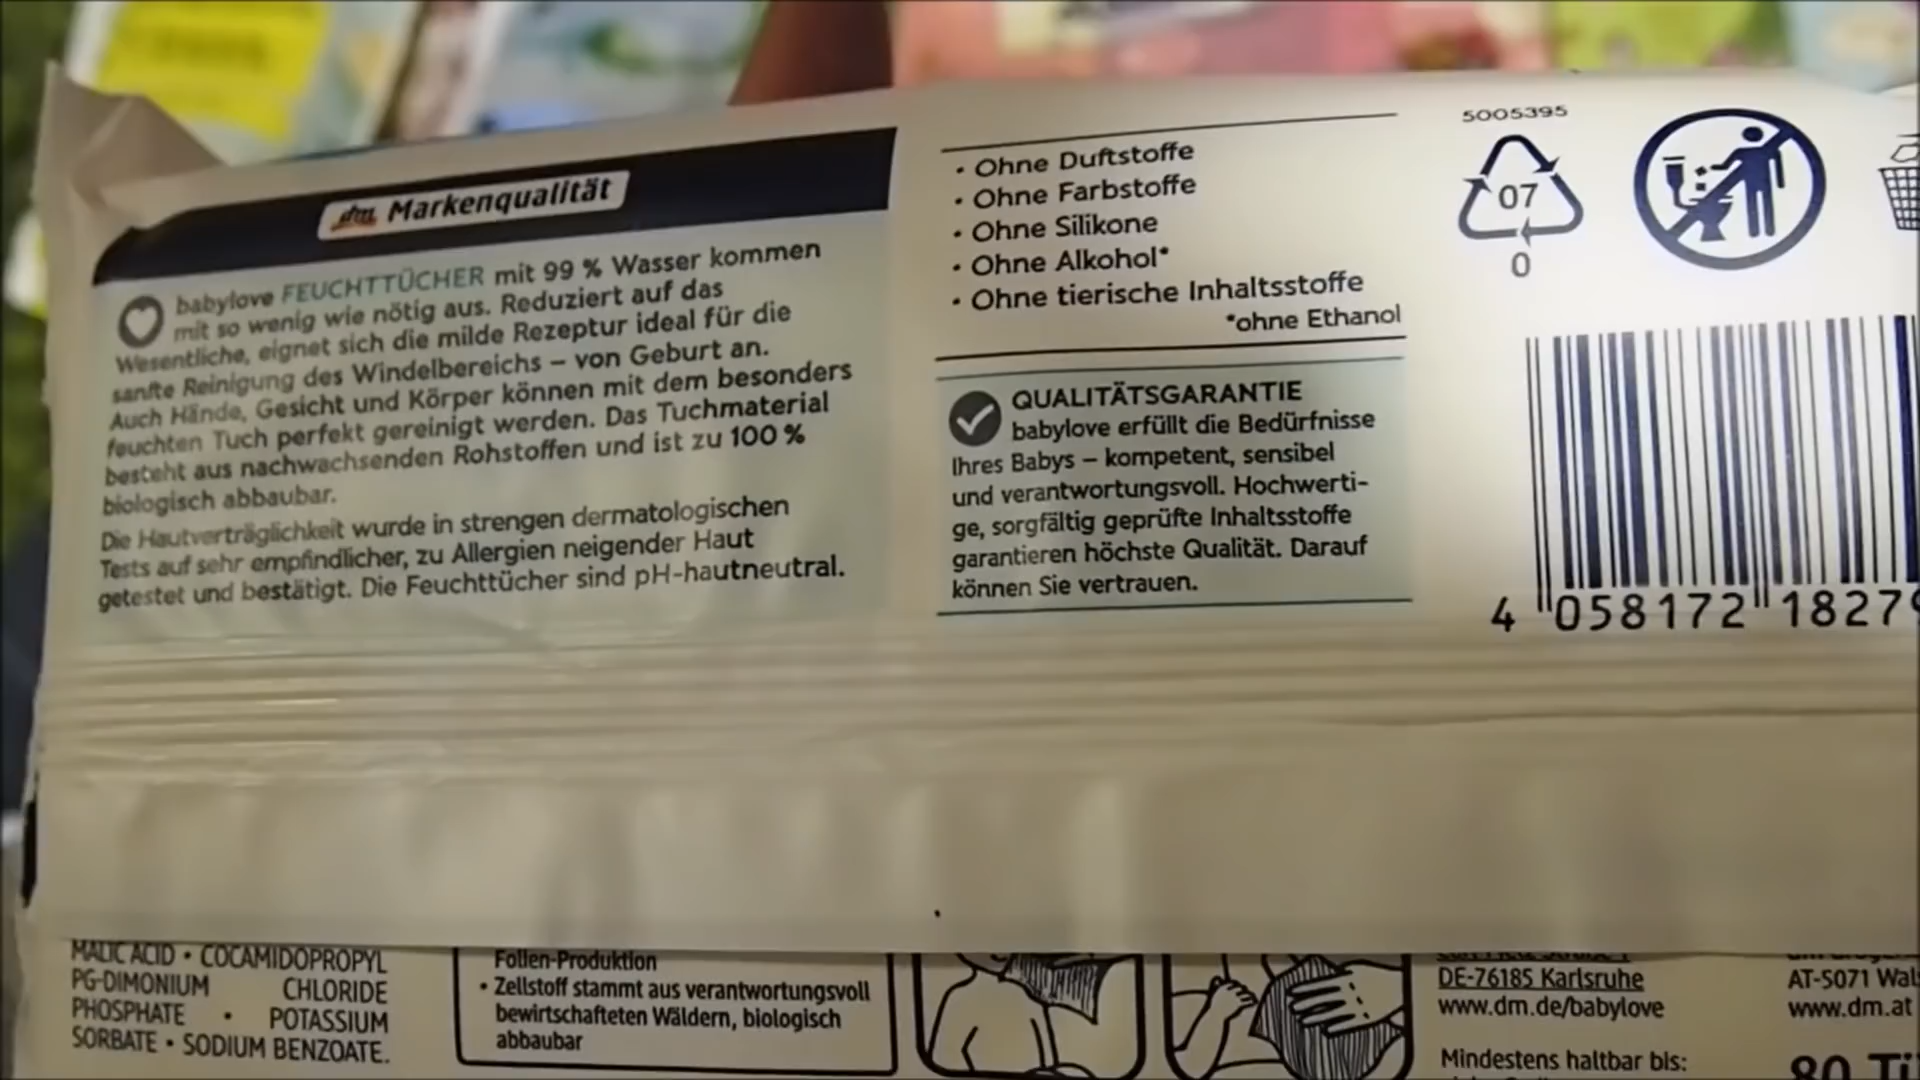 dm Markenqualität
babylove FEUCHTTÜCHER mit 99 % Wasser kommen
mit so wenig wie nötig aus. Reduziert auf das
Wesentliche, eignet sich die milde Rezeptur ideal für die
sanfte Reinigung des Windelbereichs – von Geburt an.
Auch Hände, Gesicht und Körper können mit dem besonders
feuchten Tuch perfekt gereinigt werden. Das Tuchmaterial
besteht aus nachwachsenden Rohstoffen und ist zu 100 %
biologisch abbaubar.
Die Hautverträglichkeit wurde in strengen dermatologischen
Tests auf sehr empfindlicher, zu Allergien neigender Haut
getestet und bestätigt. Die Feuchttücher sind pH-hautneutral.
• Ohne Duftstoffe
• Ohne Farbstoffe
• Ohne Silikone
• Ohne Alkohol*
• Ohne tierische Inhaltsstoffe
*ohne Ethanol
QUALITÄTSGARANTIE
babylove erfüllt die Bedürfnisse
Ihres Babys – kompetent, sensibel
und verantwortungsvoll. Hochwerti-
ge, sorgfältig geprüfte Inhaltsstoffe
garantieren höchste Qualität. Darauf
können Sie vertrauen.
5005395
07
0
4 058172 18279
MALIC ACID • COCAMIDOPROPYL
PG-DIMONIUM CHLORIDE
PHOSPHATE • POTASSIUM
SORBATE • SODIUM BENZOATE.
Folien-Produktion
• Zellstoff stammt aus verantwortungsvoll
bewirtschafteten Wäldern, biologisch
abbaubar
DE-76185 Karlsruhe
www.dm.de/babylove
Mindestens haltbar bis:
AT-5071 Wals
www.dm.at
80